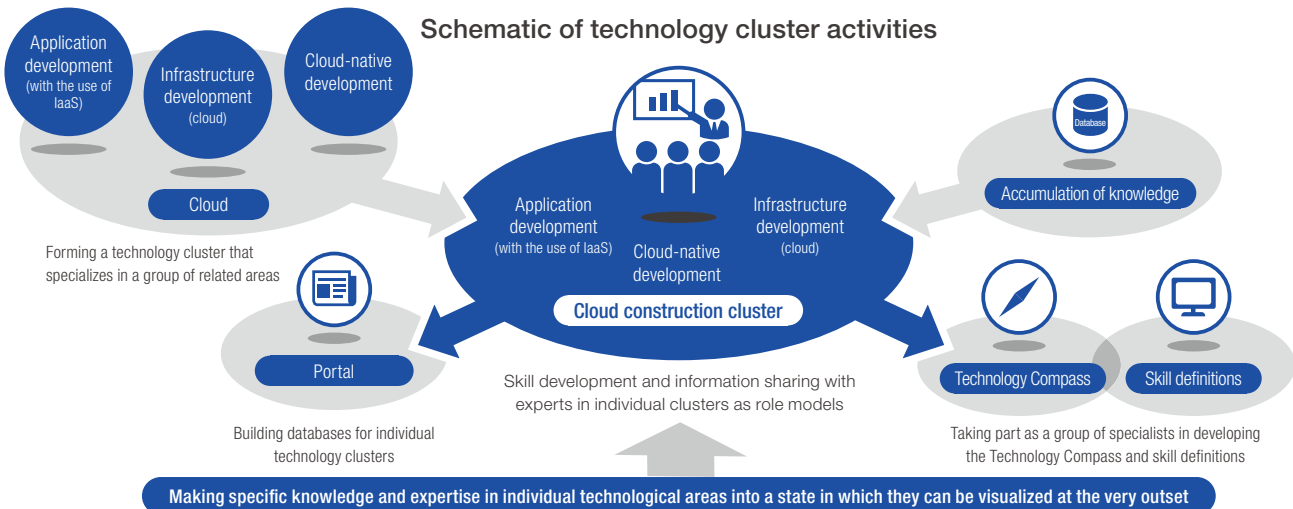 Schematic of technology cluster activities
Application
development
(with the use of
IaaS)
Infrastructure
development
(cloud)
Cloud-native
development
Cloud
Forming a technology cluster that
specializes in a group of related areas
Portal
Building databases for individual
technology clusters
Application
development
(with the use of IaaS)
Cloud-native
development
Infrastructure
development
(cloud)
Cloud construction cluster
Skill development and information sharing with
experts in individual clusters as role models
Database
Accumulation of knowledge
Technology Compass
Skill definitions
Taking part as a group of specialists in developing
the Technology Compass and skill definitions
Making specific knowledge and expertise in individual technological areas into a state in which they can be visualized at the very outset